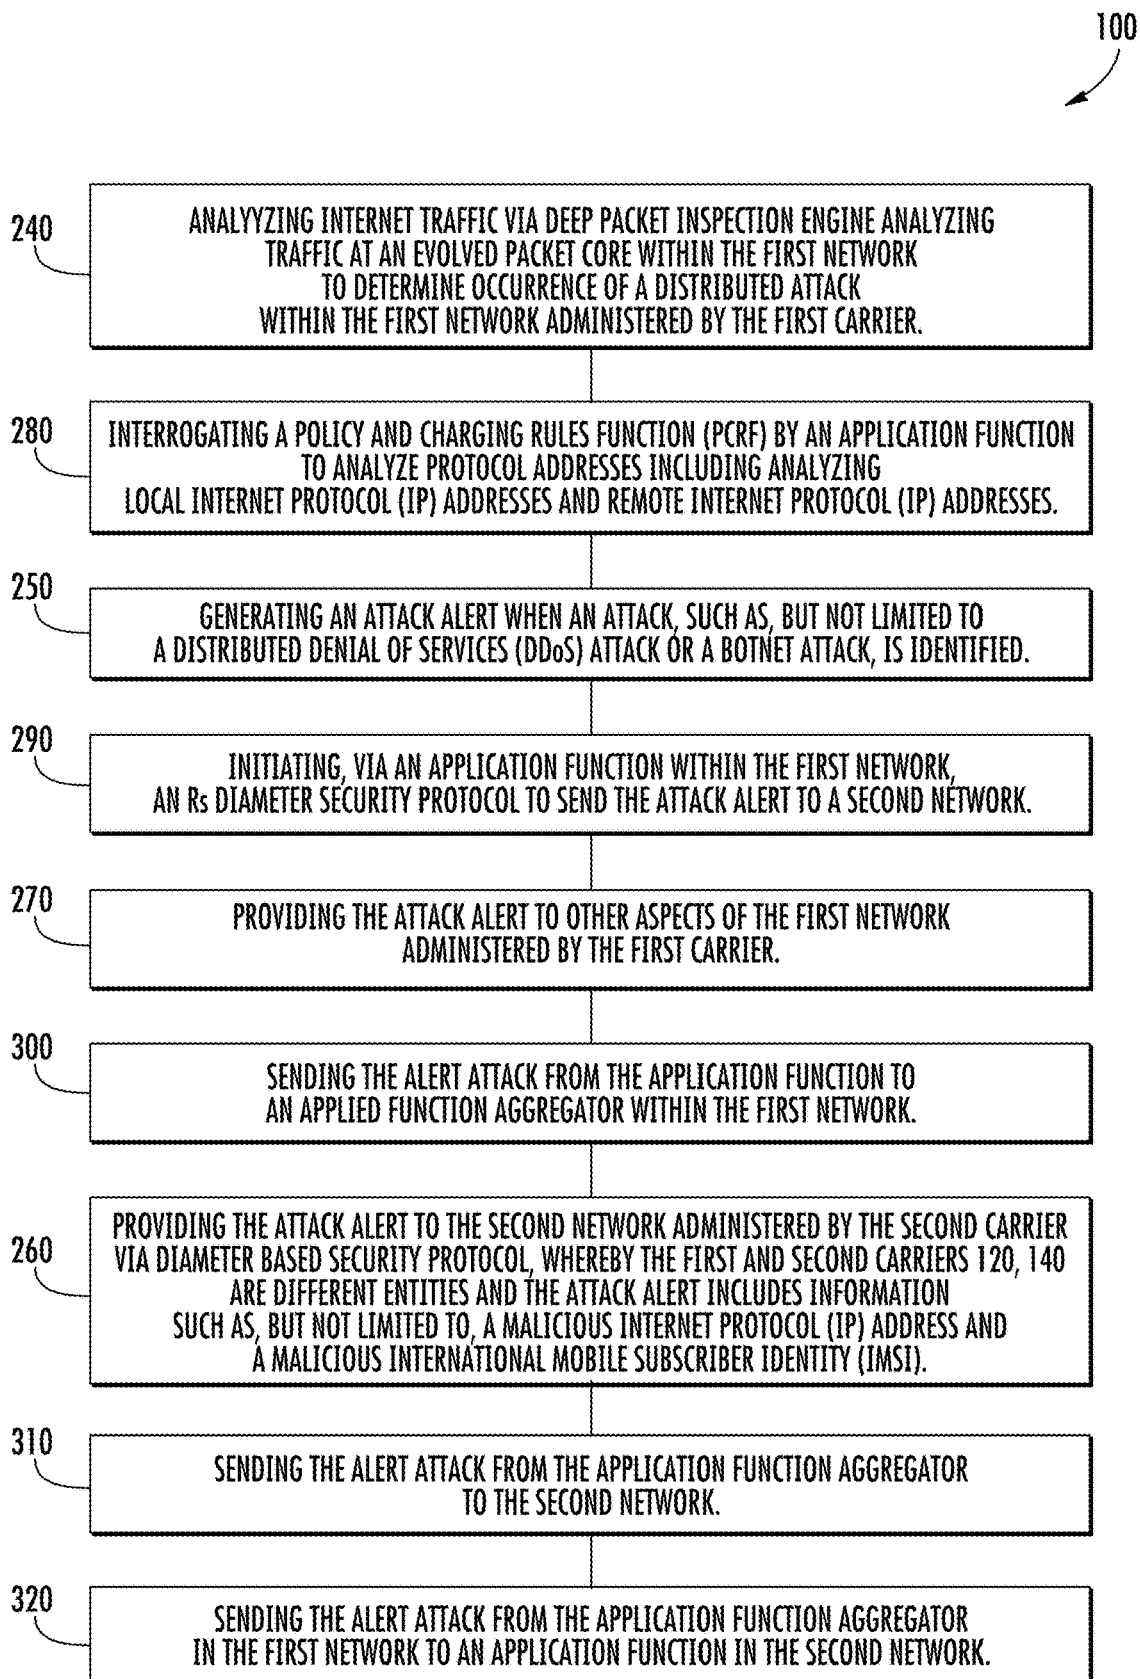 100
240
ANALYYZING INTERNET TRAFFIC VIA DEEP PACKET INSPECTION ENGINE ANALYZING
TRAFFIC AT AN EVOLVED PACKET CORE WITHIN THE FIRST NETWORK
TO DETERMINE OCCURRENCE OF A DISTRIBUTED ATTACK
WITHIN THE FIRST NETWORK ADMINISTERED BY THE FIRST CARRIER.
280
INTERROGATING A POLICY AND CHARGING RULES FUNCTION (PCRF) BY AN APPLICATION FUNCTION
TO ANALYZE PROTOCOL ADDRESSES INCLUDING ANALYZING
LOCAL INTERNET PROTOCOL (IP) ADDRESSES AND REMOTE INTERNET PROTOCOL (IP) ADDRESSES.
250
GENERATING AN ATTACK ALERT WHEN AN ATTACK, SUCH AS, BUT NOT LIMITED TO
A DISTRIBUTED DENIAL OF SERVICES (DDoS) ATTACK OR A BOTNET ATTACK, IS IDENTIFIED.
290
INITIATING, VIA AN APPLICATION FUNCTION WITHIN THE FIRST NETWORK,
AN Rs DIAMETER SECURITY PROTOCOL TO SEND THE ATTACK ALERT TO A SECOND NETWORK.
270
PROVIDING THE ATTACK ALERT TO OTHER ASPECTS OF THE FIRST NETWORK
ADMINISTERED BY THE FIRST CARRIER.
300
SENDING THE ALERT ATTACK FROM THE APPLICATION FUNCTION TO
AN APPLIED FUNCTION AGGREGATOR WITHIN THE FIRST NETWORK.
260
PROVIDING THE ATTACK ALERT TO THE SECOND NETWORK ADMINISTERED BY THE SECOND CARRIER
VIA DIAMETER BASED SECURITY PROTOCOL, WHEREBY THE FIRST AND SECOND CARRIERS 120, 140
ARE DIFFERENT ENTITIES AND THE ATTACK ALERT INCLUDES INFORMATION
SUCH AS, BUT NOT LIMITED TO, A MALICIOUS INTERNET PROTOCOL (IP) ADDRESS AND
A MALICIOUS INTERNATIONAL MOBILE SUBSCRIBER IDENTITY (IMSI).
310
SENDING THE ALERT ATTACK FROM THE APPLICATION FUNCTION AGGREGATOR
TO THE SECOND NETWORK.
320
SENDING THE ALERT ATTACK FROM THE APPLICATION FUNCTION AGGREGATOR
IN THE FIRST NETWORK TO AN APPLICATION FUNCTION IN THE SECOND NETWORK.